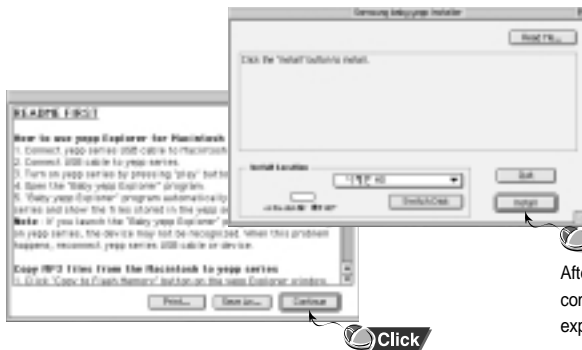 Samsung baby yepp Installer
Read Me...
Click the "Install" button to install.
Install Location
Switch Disk
Quit
Install
README FIRST
How to use yepp Explorer for Macintosh
1. Connect yepp series USB cable to Macintosh
2. Connect USB cable to yepp series.
3. Turn on yepp series by pressing 'play' butto
4. Open the "Baby yepp Explorer" program.
5. "Baby yepp Explorer" program automatically
series and show the files stored in the yepp se
Note : If you launch the "Baby yepp Explorer" p
on yepp series, the device may not be recognized. When this problem
happens, reconnect yepp series USB cable or device.
Copy MP3 files from the Macintosh to yepp series
1. Click 'Copy to Flash Memory' button on the yepp Explorer window.
Print...
Save As...
Continue
Click
Afte
con
exp